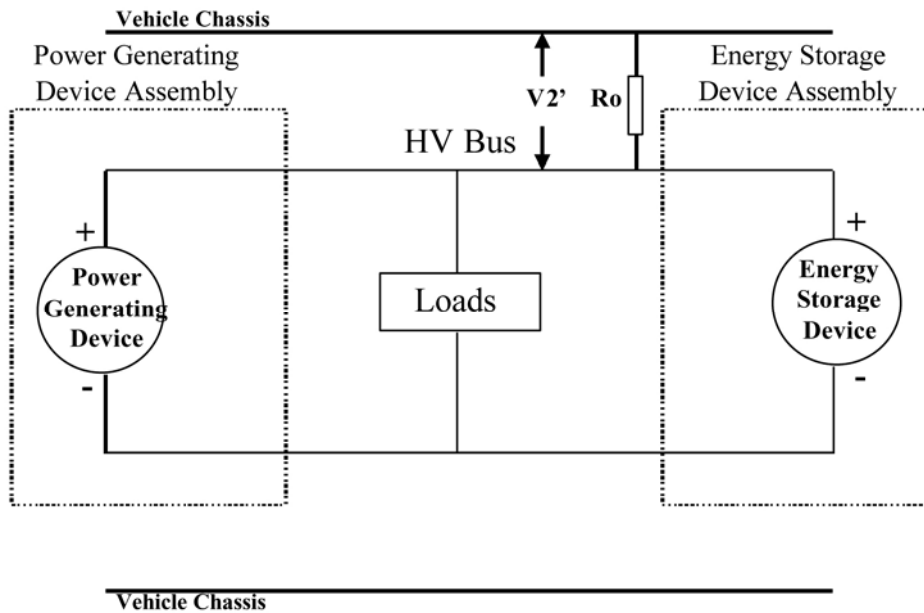 Vehicle Chassis
Power Generating
Device Assembly
Energy Storage
Device Assembly
V2’
Ro
HV Bus
+
Power
Generating
Device
-
Loads
+
Energy
Storage
Device
-
Vehicle Chassis